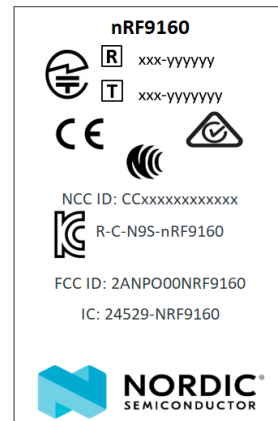 nRF9160
R xxx-yyyyyy
T xxx-yyyyyyy
CE
NCC ID: CCxxxxxxxxxxxx
R-C-N9S-nRF9160
FCC ID: 2ANPO00NRF9160
IC: 24529-NRF9160
NORDIC®
SEMICONDUCTOR